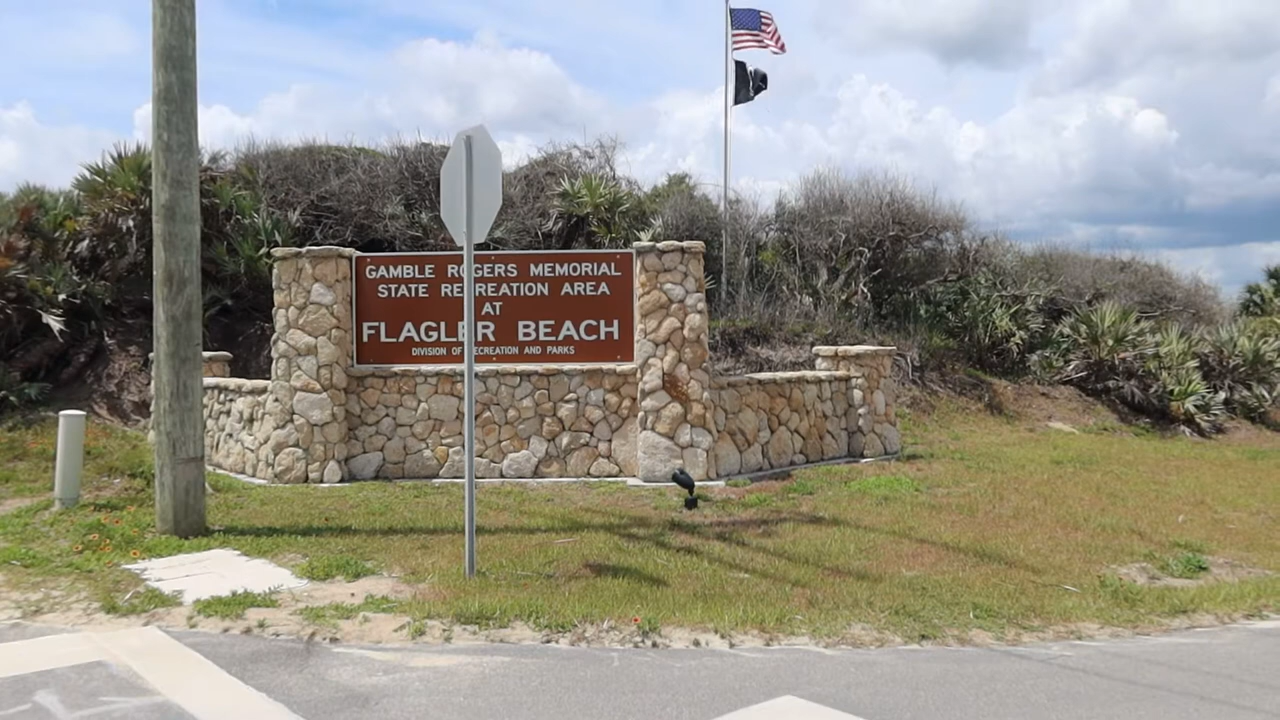 GAMBLE ROGERS MEMORIAL
STATE RECREATION AREA
AT
FLAGLER BEACH
DIVISION OF RECREATION AND PARKS